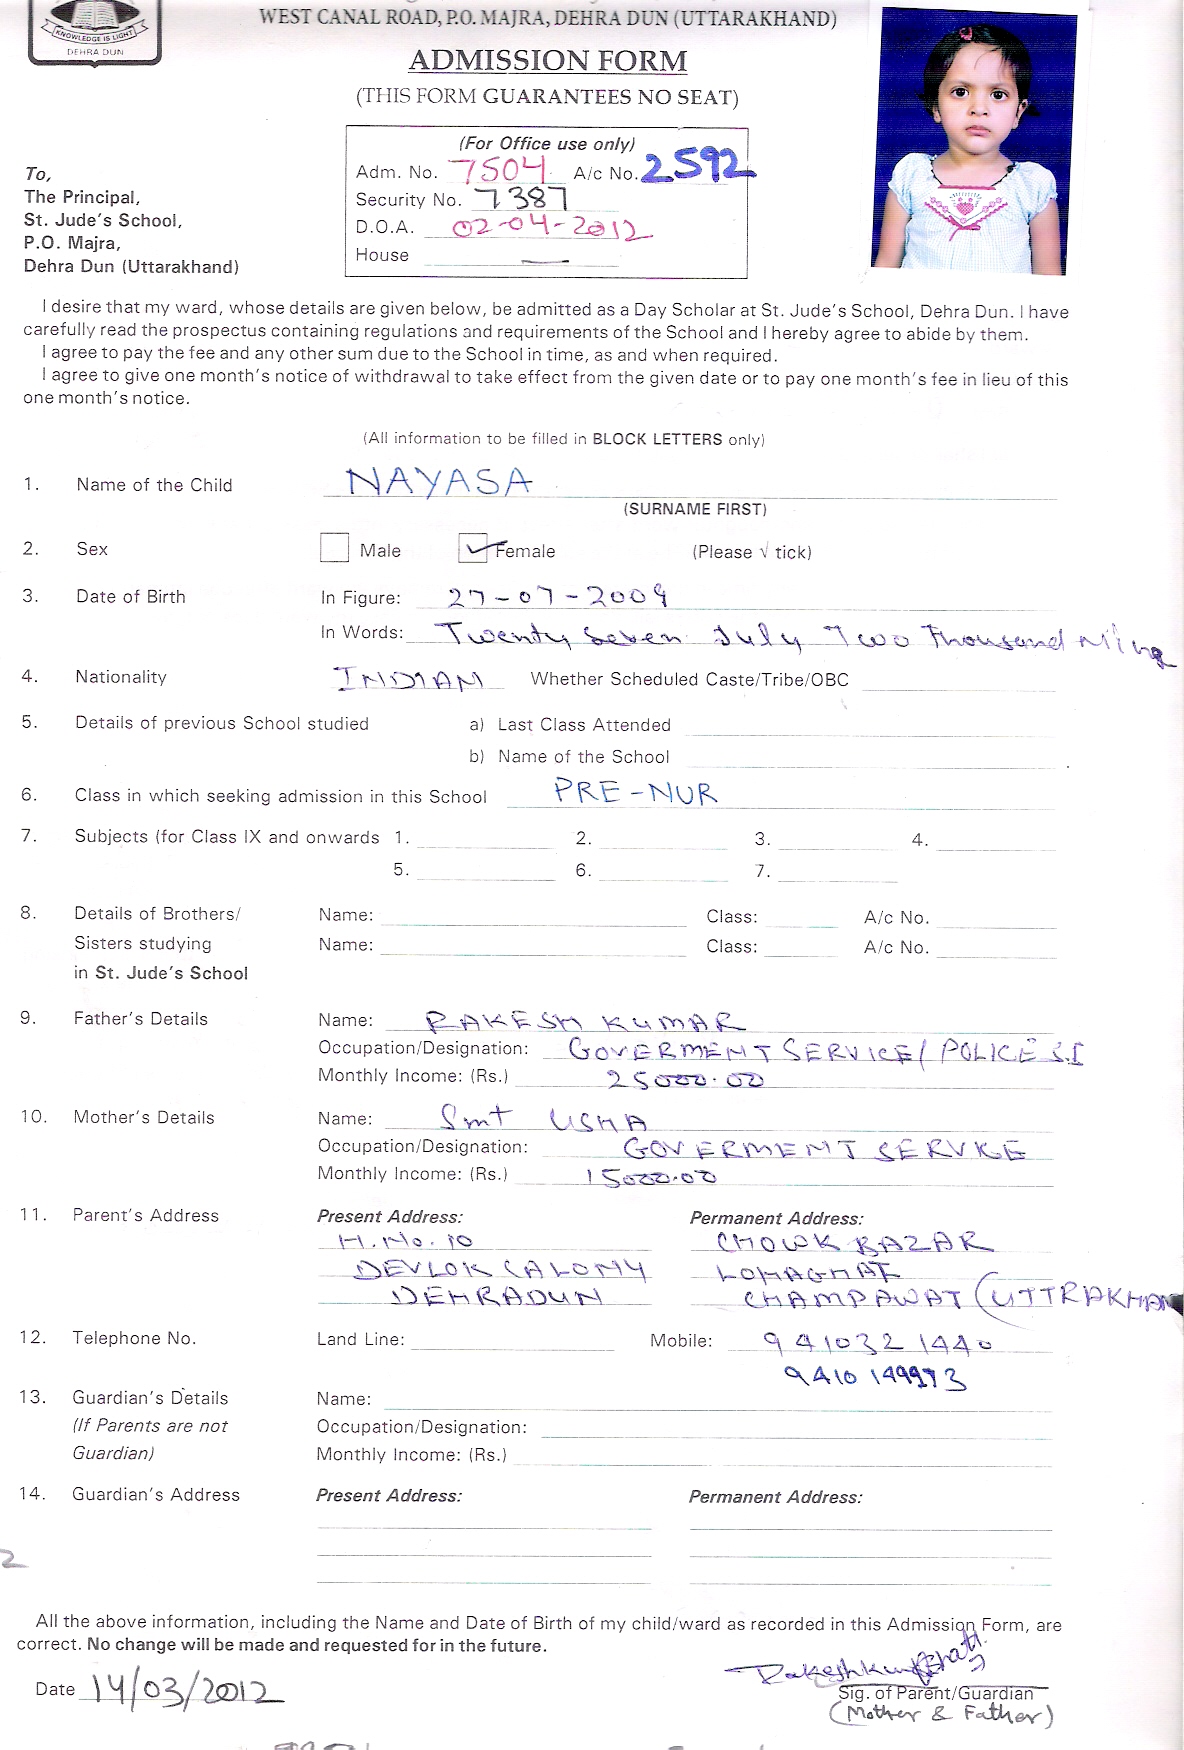 KNOWLEDGE IS LIGHT
DEHRA DUN
WEST CANAL ROAD, P.O. MAJRA, DEHRA DUN (UTTARAKHAND)
ADMISSION FORM
(THIS FORM GUARANTEES NO SEAT)
(For Office use only)
Adm. No. 7504 A/c No. 2592
Security No. 7387
D.O.A. 02-04-2012
House —
To,
The Principal,
St. Jude's School,
P.O. Majra,
Dehra Dun (Uttarakhand)
I desire that my ward, whose details are given below, be admitted as a Day Scholar at St. Jude's School, Dehra Dun. I have
carefully read the prospectus containing regulations and requirements of the School and I hereby agree to abide by them.
I agree to pay the fee and any other sum due to the School in time, as and when required.
I agree to give one month's notice of withdrawal to take effect from the given date or to pay one month's fee in lieu of this
one month's notice.
(All information to be filled in BLOCK LETTERS only)
1. Name of the Child NAYASA
(SURNAME FIRST)
2. Sex Male ✓ Female (Please √ tick)
3. Date of Birth In Figure: 27-07-2009
In Words: Twenty Seven July Two Thousand Nine
4. Nationality INDIAN Whether Scheduled Caste/Tribe/OBC
5. Details of previous School studied a) Last Class Attended
b) Name of the School
6. Class in which seeking admission in this School PRE-NUR
7. Subjects (for Class IX and onwards 1. 2. 3. 4.
5. 6. 7.
8. Details of Brothers/ Name: Class: A/c No.
Sisters studying Name: Class: A/c No.
in St. Jude's School
9. Father's Details Name: RAKESH KUMAR
Occupation/Designation: GOVERMENT SERVICE/ POLICE S.I
Monthly Income: (Rs.) 25000.00
10. Mother's Details Name: Smt USHA
Occupation/Designation: GOVERMENT SERVICE
Monthly Income: (Rs.) 15000.00
11. Parent's Address Present Address: Permanent Address:
H.No. 10 CHOWK BAZAR
DEVLOK CALONY LOHAGHAT
DEHRADUN CHAMPAWAT (UTTRAKHAN
12. Telephone No. Land Line: Mobile: 9410321440
9410149973
13. Guardian's Details Name:
(If Parents are not Occupation/Designation:
Guardian) Monthly Income: (Rs.)
14. Guardian's Address Present Address: Permanent Address:
2
All the above information, including the Name and Date of Birth of my child/ward as recorded in this Admission Form, are
correct. No change will be made and requested for in the future.
Date 14/03/2012
Sig. of Parent/Guardian
(Mother & Father)